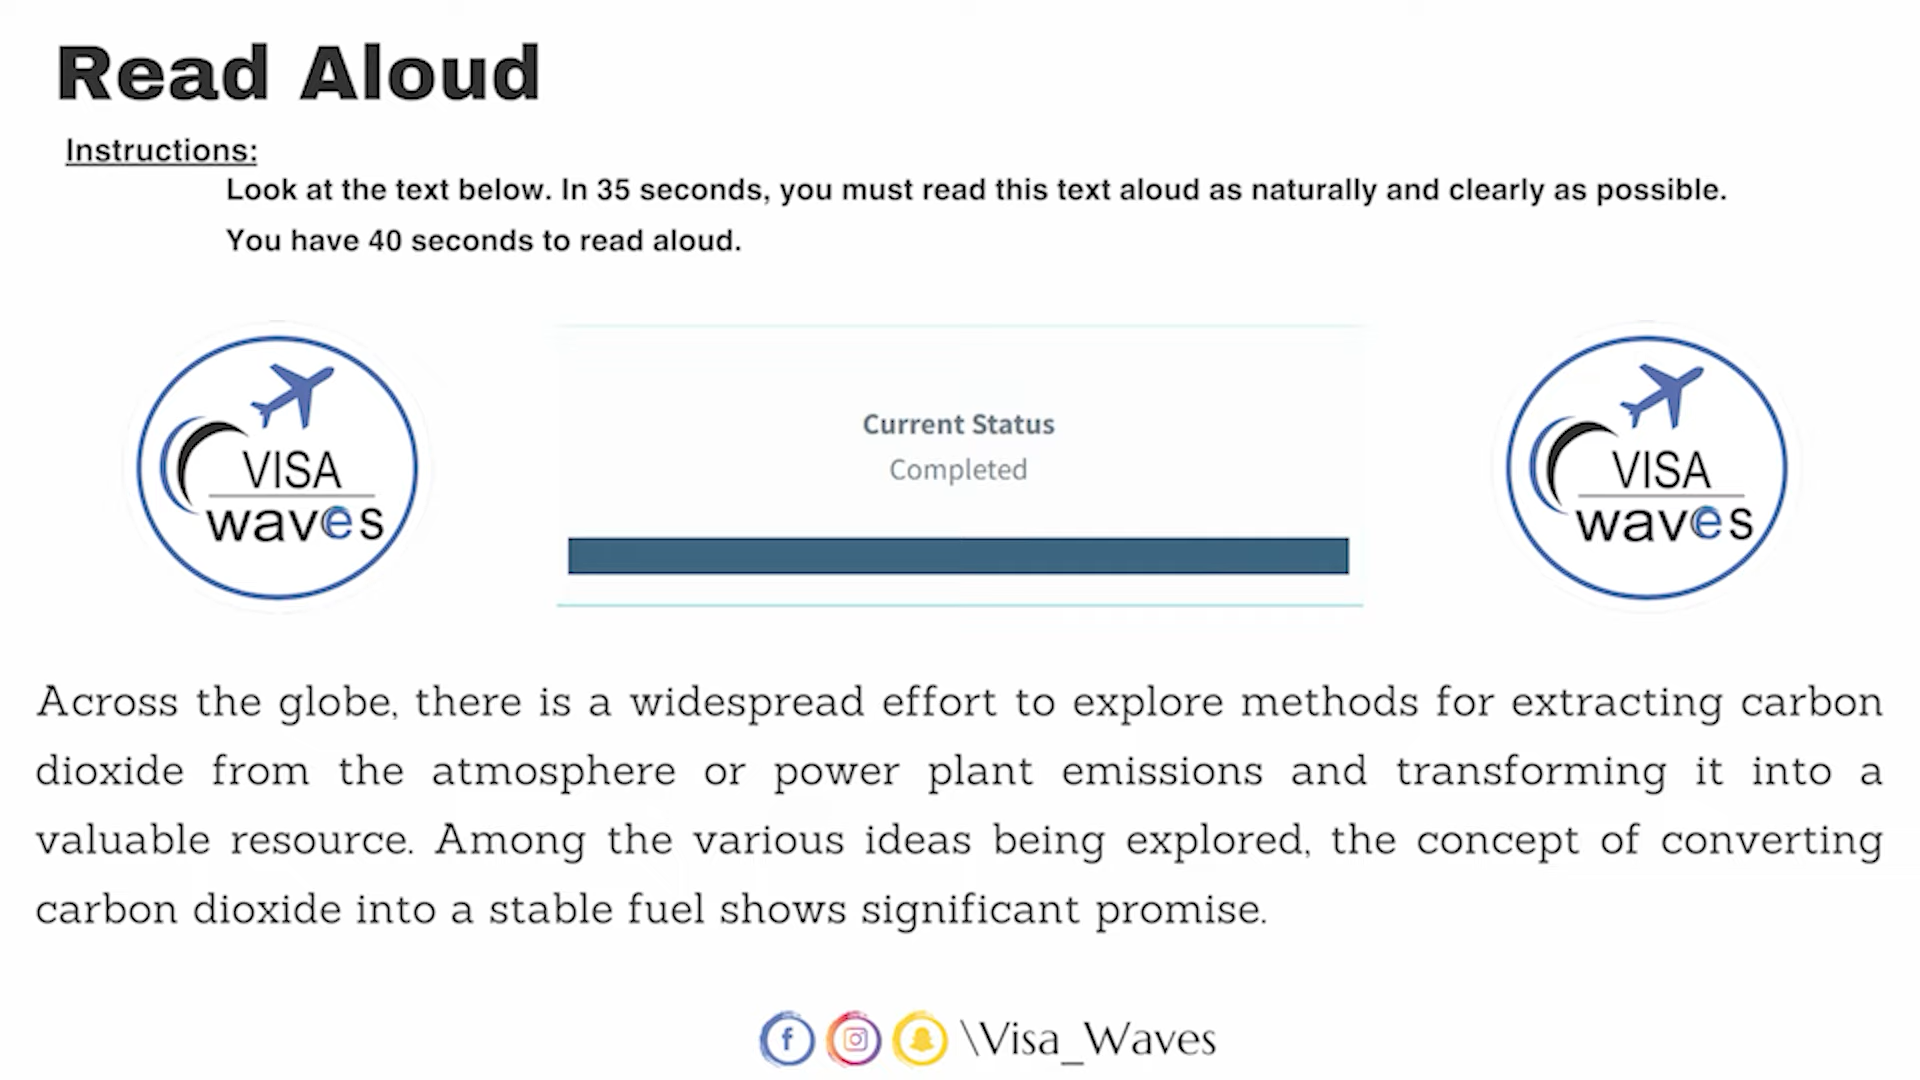 Read Aloud
Instructions:
Look at the text below. In 35 seconds, you must read this text aloud as naturally and clearly as possible.
You have 40 seconds to read aloud.
VISA
waves
Current Status
Completed
VISA
waves
Across the globe, there is a widespread effort to explore methods for extracting carbon
dioxide from the atmosphere or power plant emissions and transforming it into a
valuable resource. Among the various ideas being explored, the concept of converting
carbon dioxide into a stable fuel shows significant promise.
\Visa_Waves